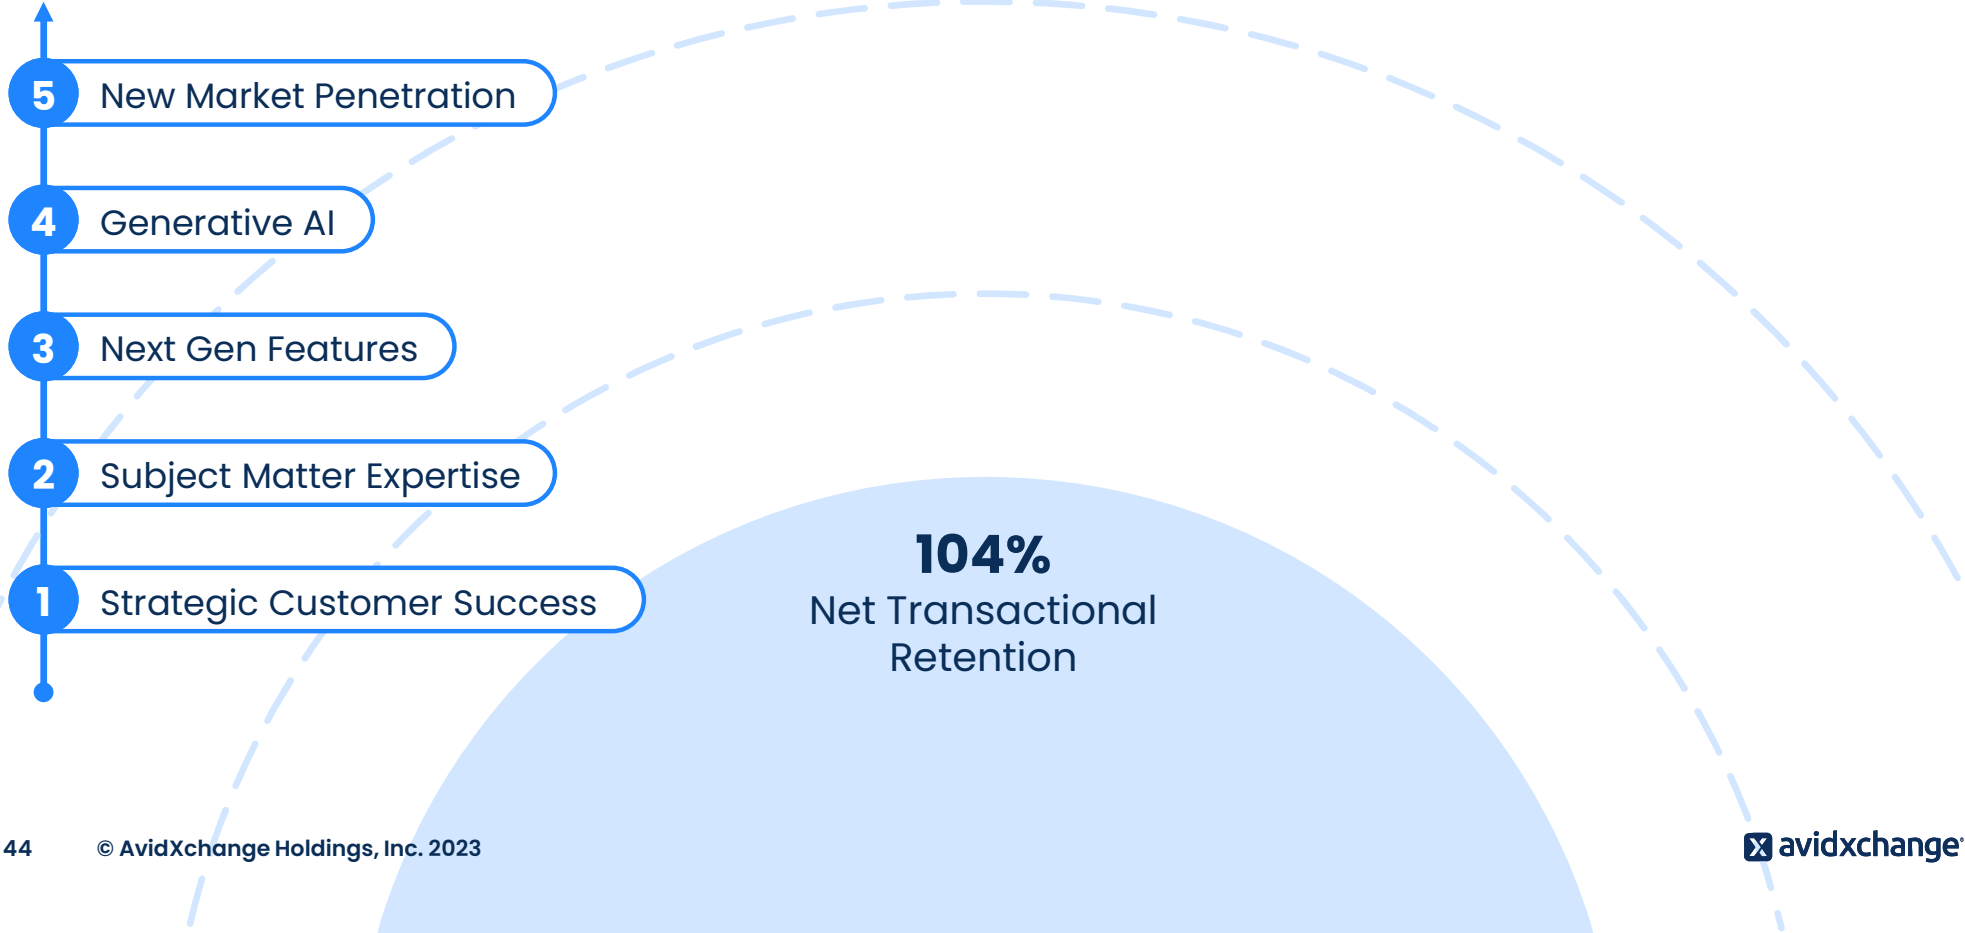 5 New Market Penetration
4 Generative AI
3 Next Gen Features
2 Subject Matter Expertise
1 Strategic Customer Success
104%
Net Transactional
Retention
44 © AvidXchange Holdings, Inc. 2023
avidxchange